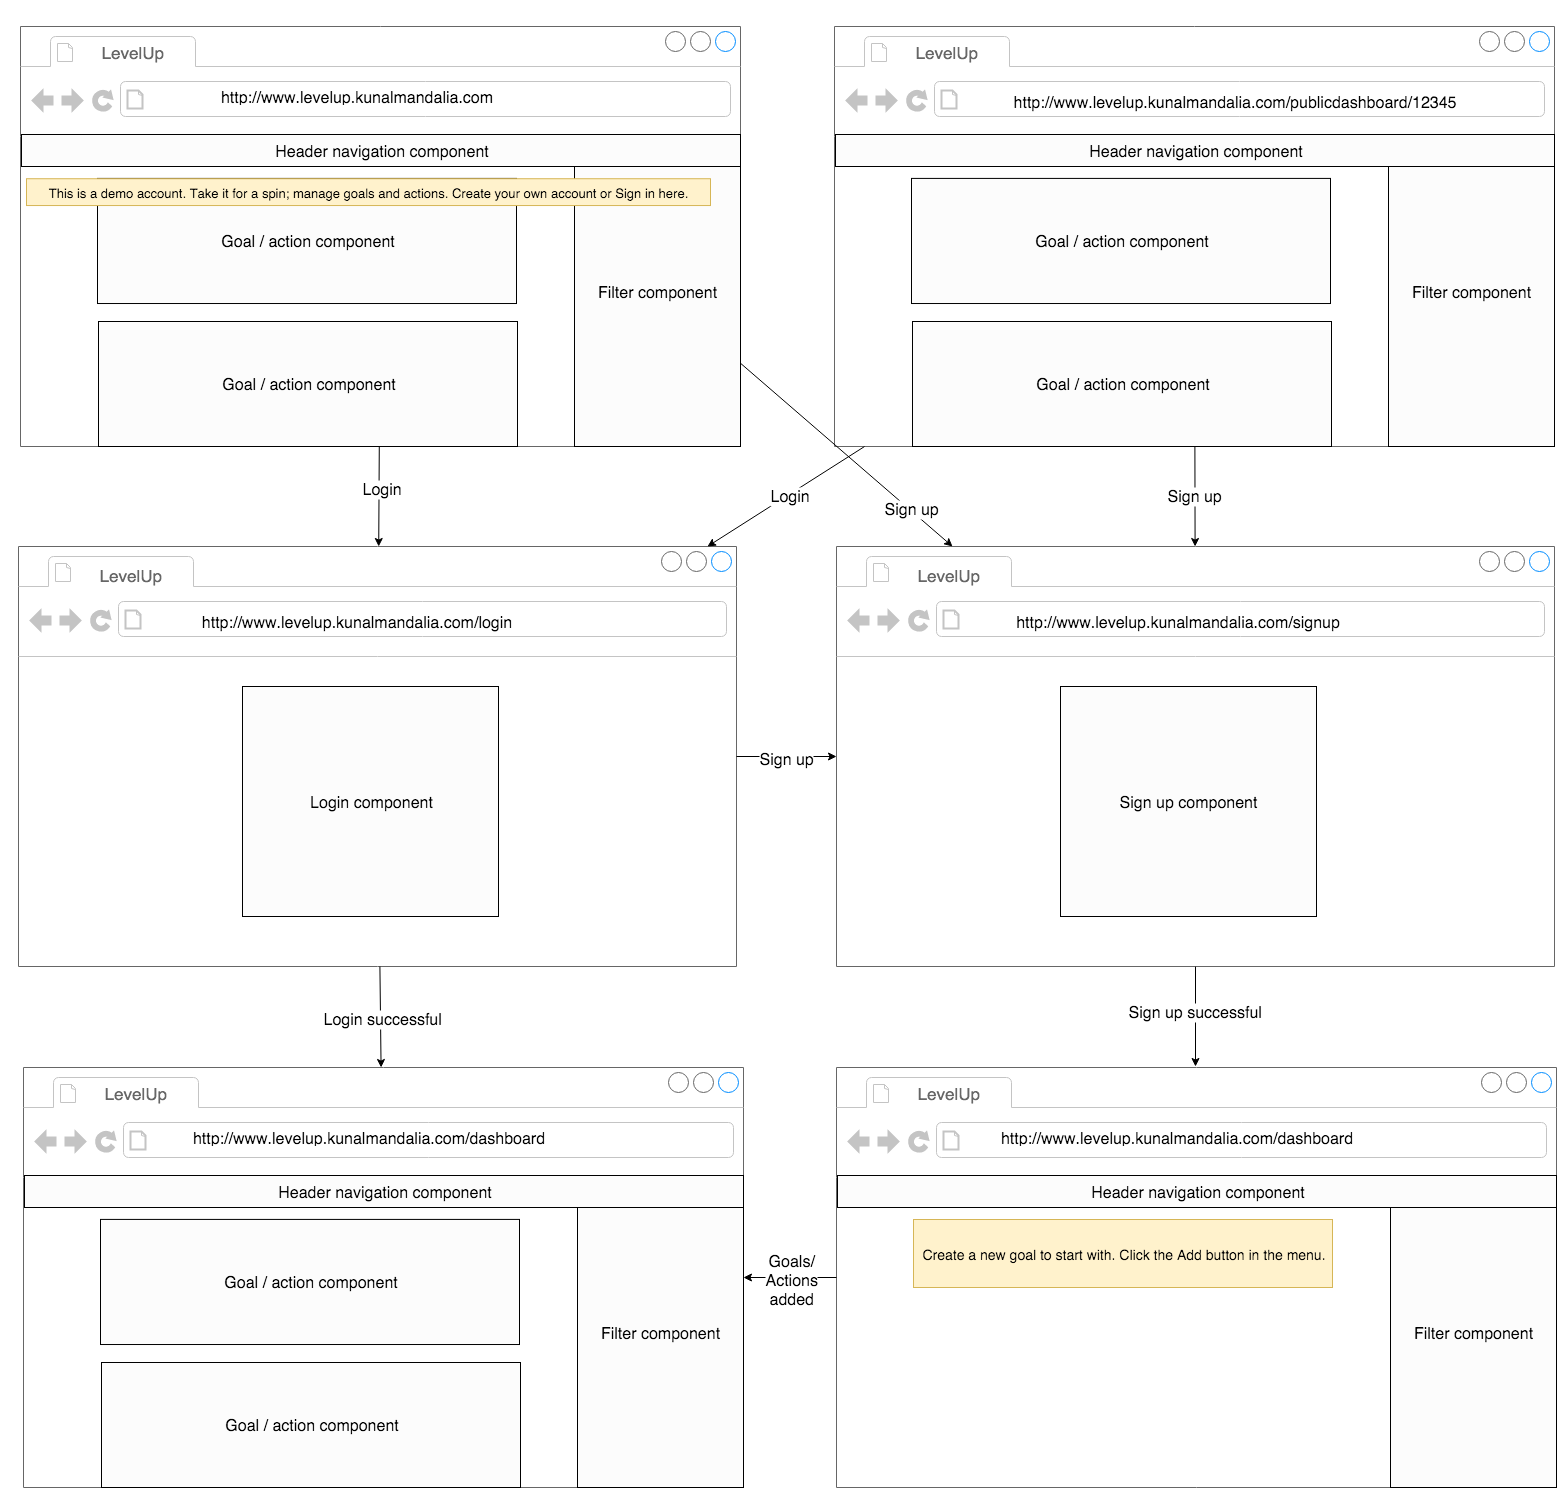 LevelUp
http://www.levelup.kunalmandalia.com
Header navigation component
This is a demo account. Take it for a spin; manage goals and actions. Create your own account or Sign in here.
Goal / action component
Filter component
Goal / action component
LevelUp
http://www.levelup.kunalmandalia.com/publicdashboard/12345
Header navigation component
Goal / action component
Filter component
Goal / action component
Login
Login
Sign up
Sign up
LevelUp
http://www.levelup.kunalmandalia.com/login
Login component
Sign up
LevelUp
http://www.levelup.kunalmandalia.com/signup
Sign up component
Login successful
Sign up successful
LevelUp
http://www.levelup.kunalmandalia.com/dashboard
Header navigation component
Goal / action component
Filter component
Goal / action component
Goals/
Actions
added
LevelUp
http://www.levelup.kunalmandalia.com/dashboard
Header navigation component
Create a new goal to start with. Click the Add button in the menu.
Filter component